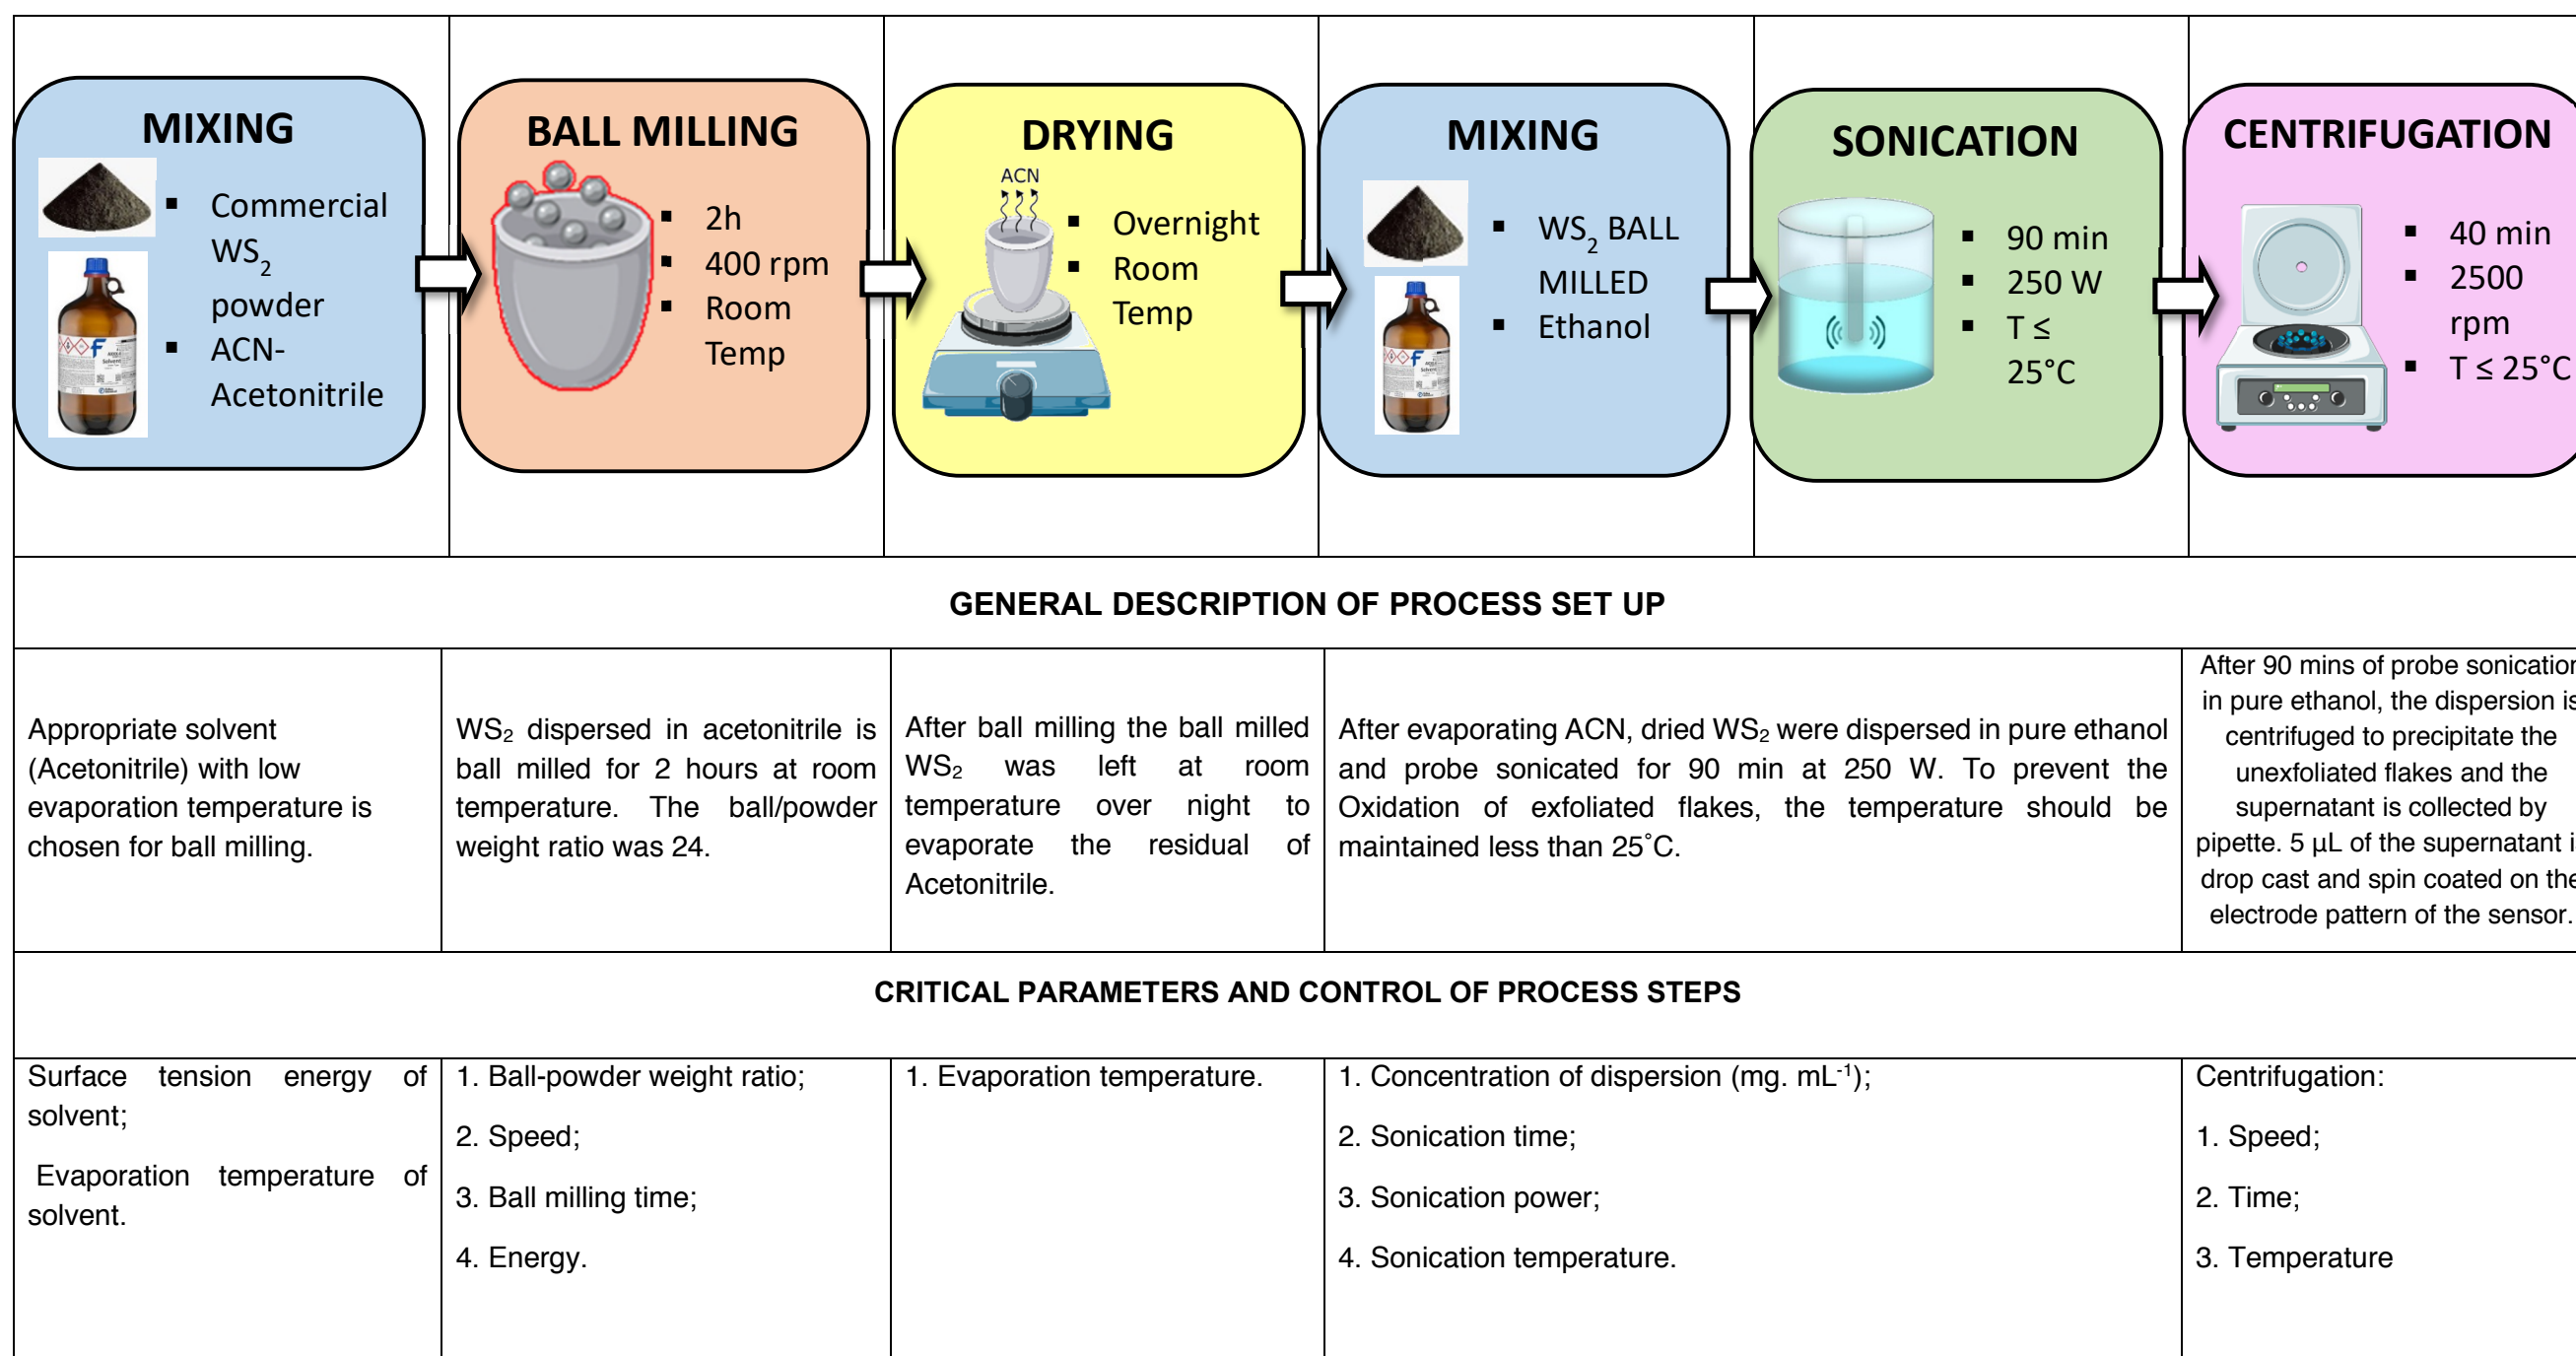 MIXING
▪ Commercial
WS₂
powder
▪ ACN-
Acetonitrile
BALL MILLING
▪ 2h
▪ 400 rpm
▪ Room
Temp
DRYING
ACN
▪ Overnight
▪ Room
Temp
MIXING
▪ WS₂ BALL
MILLED
▪ Ethanol
SONICATION
▪ 90 min
▪ 250 W
▪ T ≤
25°C
CENTRIFUGATION
▪ 40 min
▪ 2500
rpm
▪ T ≤ 25°C
GENERAL DESCRIPTION OF PROCESS SET UP
Appropriate solvent
(Acetonitrile) with low
evaporation temperature is
chosen for ball milling.
WS₂ dispersed in acetonitrile is
ball milled for 2 hours at room
temperature. The ball/powder
weight ratio was 24.
After ball milling the ball milled
WS₂ was left at room
temperature over night to
evaporate the residual of
Acetonitrile.
After evaporating ACN, dried WS₂ were dispersed in pure ethanol
and probe sonicated for 90 min at 250 W. To prevent the
Oxidation of exfoliated flakes, the temperature should be
maintained less than 25˚C.
After 90 mins of probe sonication
in pure ethanol, the dispersion is
centrifuged to precipitate the
unexfoliated flakes and the
supernatant is collected by
pipette. 5 µL of the supernatant is
drop cast and spin coated on the
electrode pattern of the sensor.
CRITICAL PARAMETERS AND CONTROL OF PROCESS STEPS
Surface tension energy of
solvent;
Evaporation temperature of
solvent.
1. Ball-powder weight ratio;
2. Speed;
3. Ball milling time;
4. Energy.
1. Evaporation temperature.
1. Concentration of dispersion (mg. mL⁻¹);
2. Sonication time;
3. Sonication power;
4. Sonication temperature.
Centrifugation:
1. Speed;
2. Time;
3. Temperature